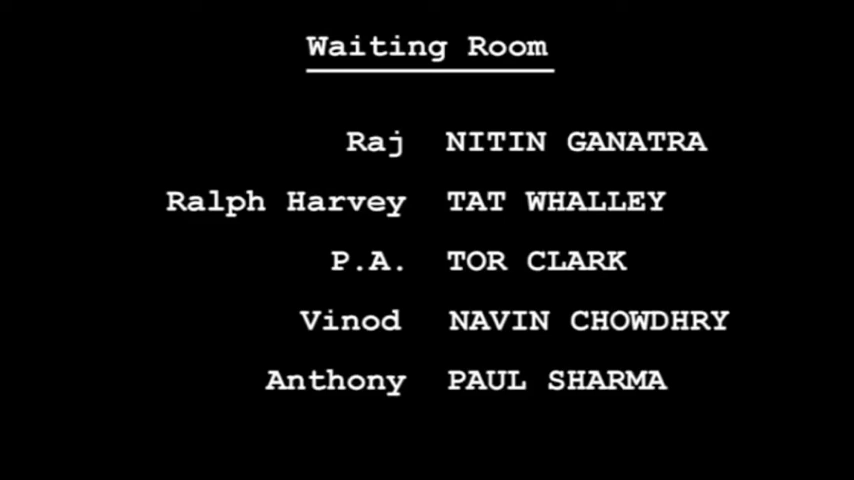 Waiting Room
Raj NITIN GANATRA
Ralph Harvey TAT WHALLEY
P.A. TOR CLARK
Vinod NAVIN CHOWDHRY
Anthony PAUL SHARMA